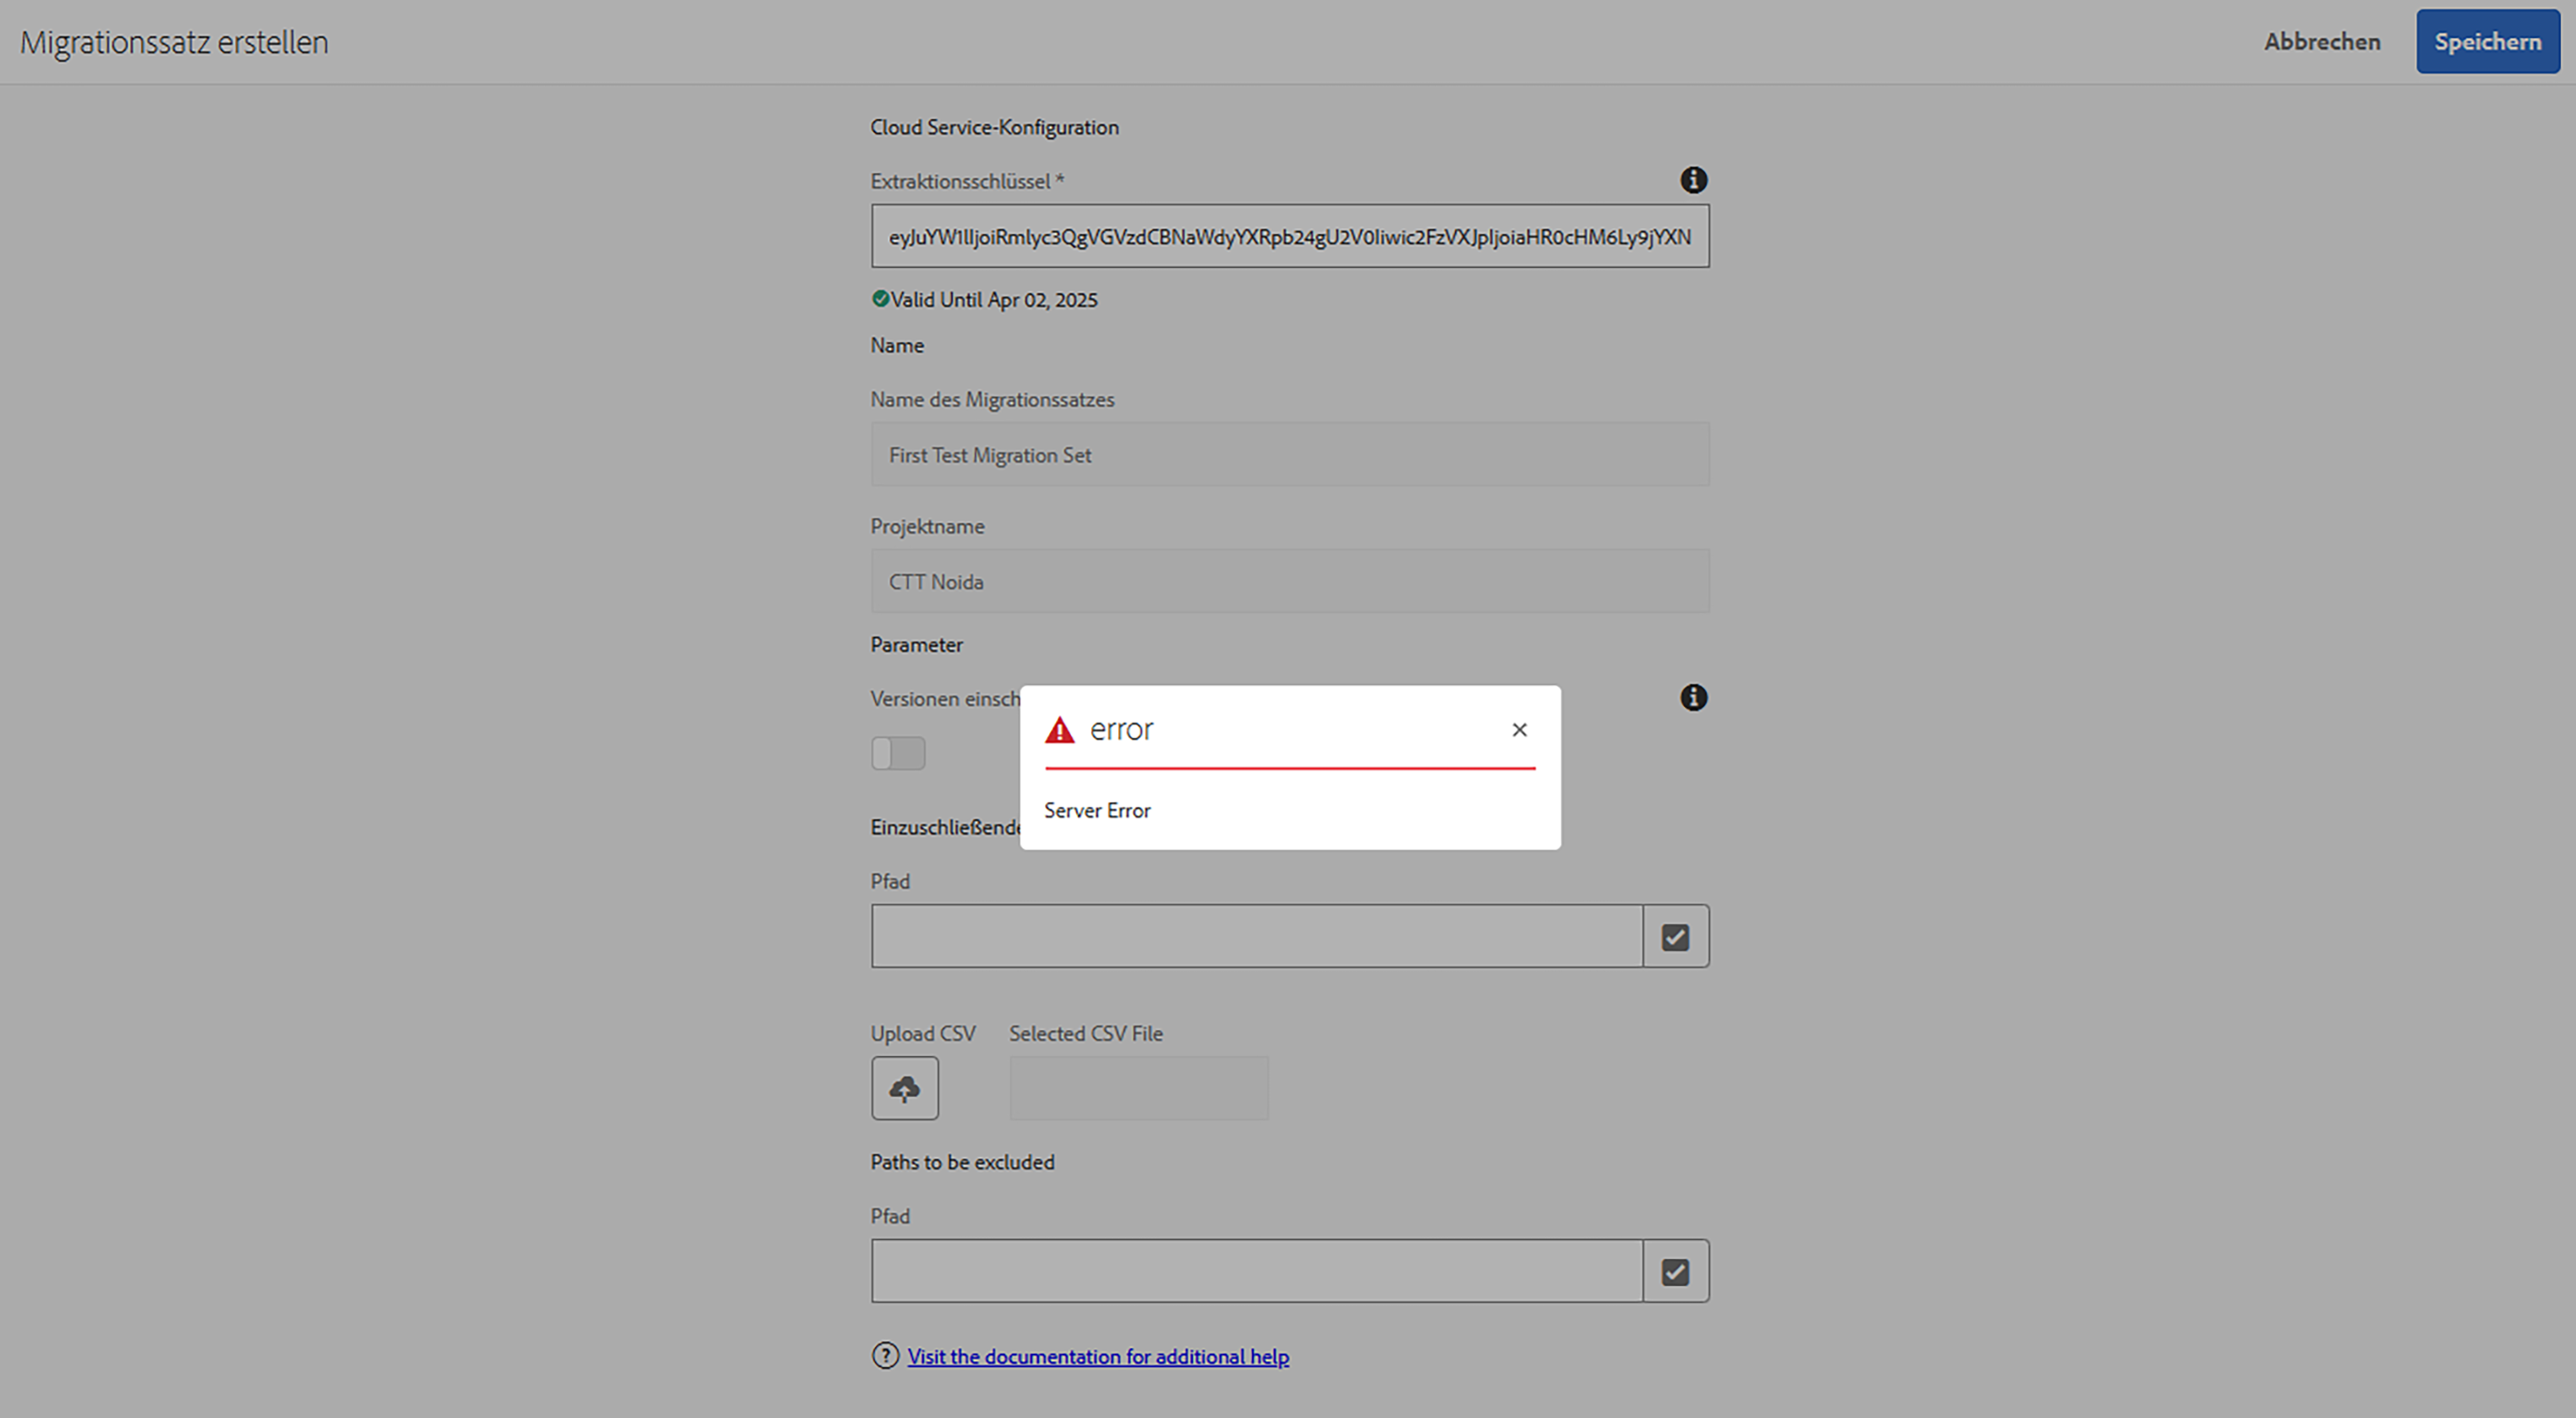 Migrationssatz erstellen
Abbrechen
Speichern
Cloud Service-Konfiguration
Extraktionsschlüssel *
eyJuYW1lIjoiRmlyc3QgVGVzdCBNaWdyYXRpb24gU2V0Iiwic2FzVXJpIjoiaHR0cHM6Ly9jYXN
Valid Until Apr 02, 2025
Name
Name des Migrationssatzes
First Test Migration Set
Projektname
CTT Noida
Parameter
Versionen einsch
error
Server Error
Einzuschließende
Pfad
Upload CSV
Selected CSV File
Paths to be excluded
Pfad
Visit the documentation for additional help